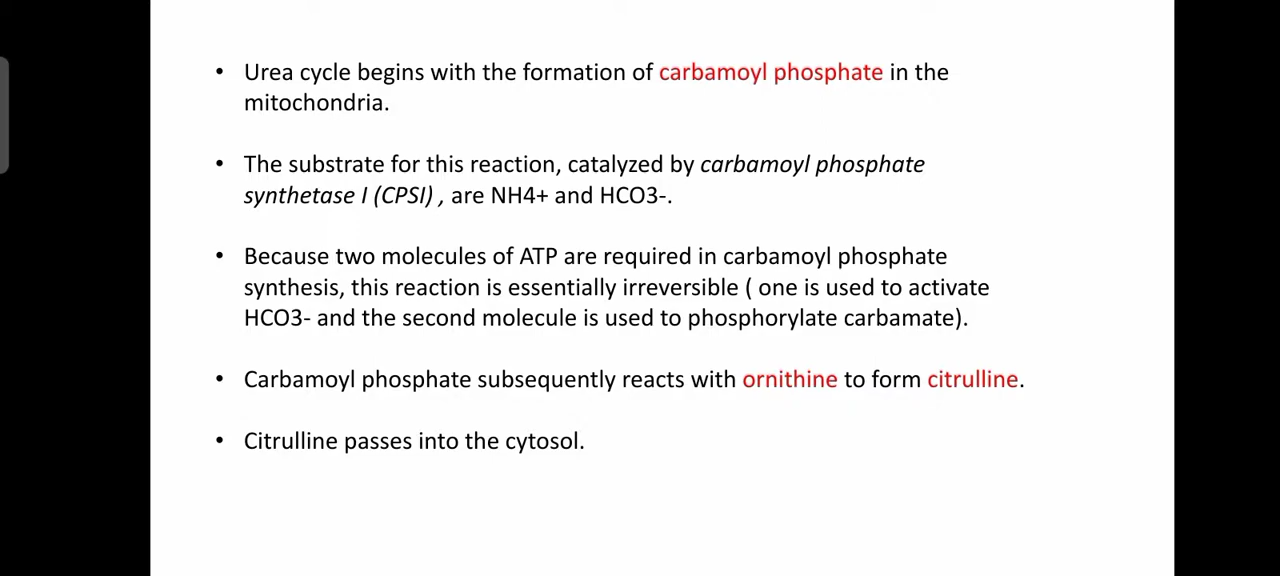 • Urea cycle begins with the formation of carbamoyl phosphate in the
mitochondria.
• The substrate for this reaction, catalyzed by carbamoyl phosphate
synthetase I (CPSI) , are NH4+ and HCO3-.
• Because two molecules of ATP are required in carbamoyl phosphate
synthesis, this reaction is essentially irreversible ( one is used to activate
HCO3- and the second molecule is used to phosphorylate carbamate).
• Carbamoyl phosphate subsequently reacts with ornithine to form citrulline.
• Citrulline passes into the cytosol.